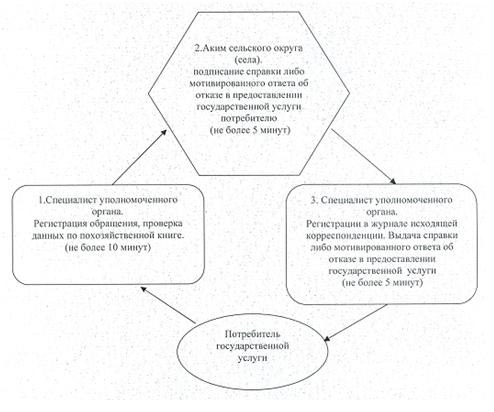 2.Аким сельского округа
(села).
подписание справки либо
мотивированного ответа об
отказе в предоставлении
государственной услуги
потребителю
(не более 5 минут)
1.Специалист уполномоченного
органа.
Регистрация обращения, проверка
данных по похозяйственной книге.
(не более 10 минут)
3. Специалист уполномоченного
органа.
Регистрации в журнале исходящей
корреспонденции. Выдача справки
либо мотивированного ответа об
отказе в предоставлении
государственной услуги
(не более 5 минут)
Потребитель
государственной
услуги